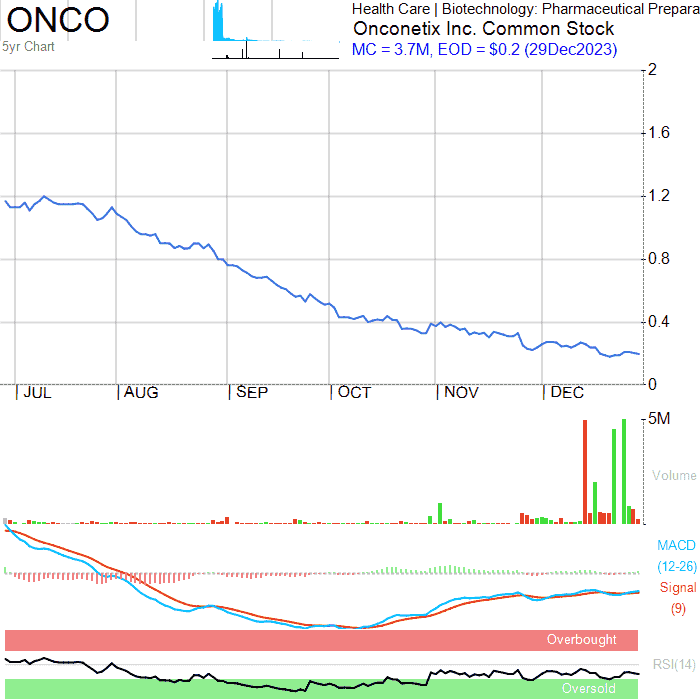 ONCO
Health Care | Biotechnology: Pharmaceutical Prepara
Onconetix Inc. Common Stock
5yr Chart
MC = 3.7M, EOD = $0.2 (29Dec2023)
2
1.6
1.2
0.8
0.4
0
JUL AUG SEP OCT NOV DEC
5M
Volume
MACD
(12-26)
Signal
(9)
Overbought
RSI(14)
Oversold